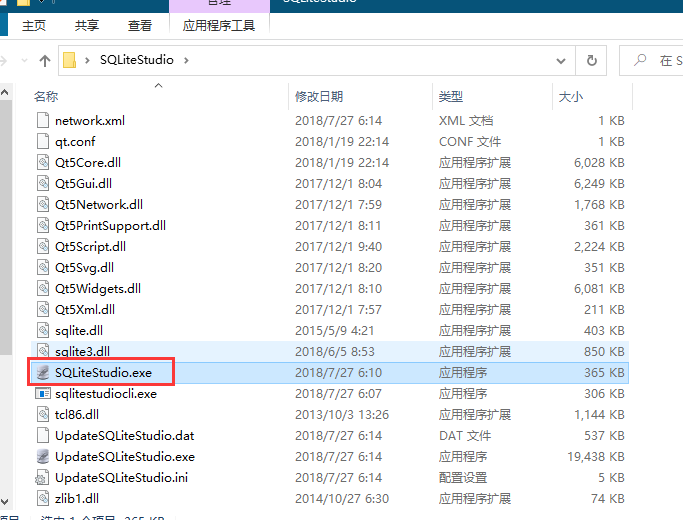 管理
SQLiteStudio
主页 共享 查看 应用程序工具
SQLiteStudio
在 S
名称 修改日期 类型 大小
network.xml 2018/7/27 6:14 XML 文档 1 KB
qt.conf 2018/1/19 22:14 CONF 文件 1 KB
Qt5Core.dll 2018/1/19 22:14 应用程序扩展 6,028 KB
Qt5Gui.dll 2017/12/1 8:04 应用程序扩展 6,249 KB
Qt5Network.dll 2017/12/1 7:59 应用程序扩展 1,768 KB
Qt5PrintSupport.dll 2017/12/1 8:11 应用程序扩展 361 KB
Qt5Script.dll 2017/12/1 9:40 应用程序扩展 2,224 KB
Qt5Svg.dll 2017/12/1 8:20 应用程序扩展 351 KB
Qt5Widgets.dll 2017/12/1 8:10 应用程序扩展 6,081 KB
Qt5Xml.dll 2017/12/1 7:57 应用程序扩展 211 KB
sqlite.dll 2015/5/9 4:21 应用程序扩展 403 KB
sqlite3.dll 2018/6/5 8:53 应用程序扩展 850 KB
SQLiteStudio.exe 2018/7/27 6:10 应用程序 365 KB
sqlitestudiocli.exe 2018/7/27 6:07 应用程序 306 KB
tcl86.dll 2013/10/3 13:26 应用程序扩展 1,144 KB
UpdateSQLiteStudio.dat 2018/7/27 6:14 DAT 文件 537 KB
UpdateSQLiteStudio.exe 2018/7/27 6:14 应用程序 19,438 KB
UpdateSQLiteStudio.ini 2018/7/27 6:14 配置设置 5 KB
zlib1.dll 2014/10/27 6:30 应用程序扩展 74 KB
项目 选中 1 个项目 365 KB